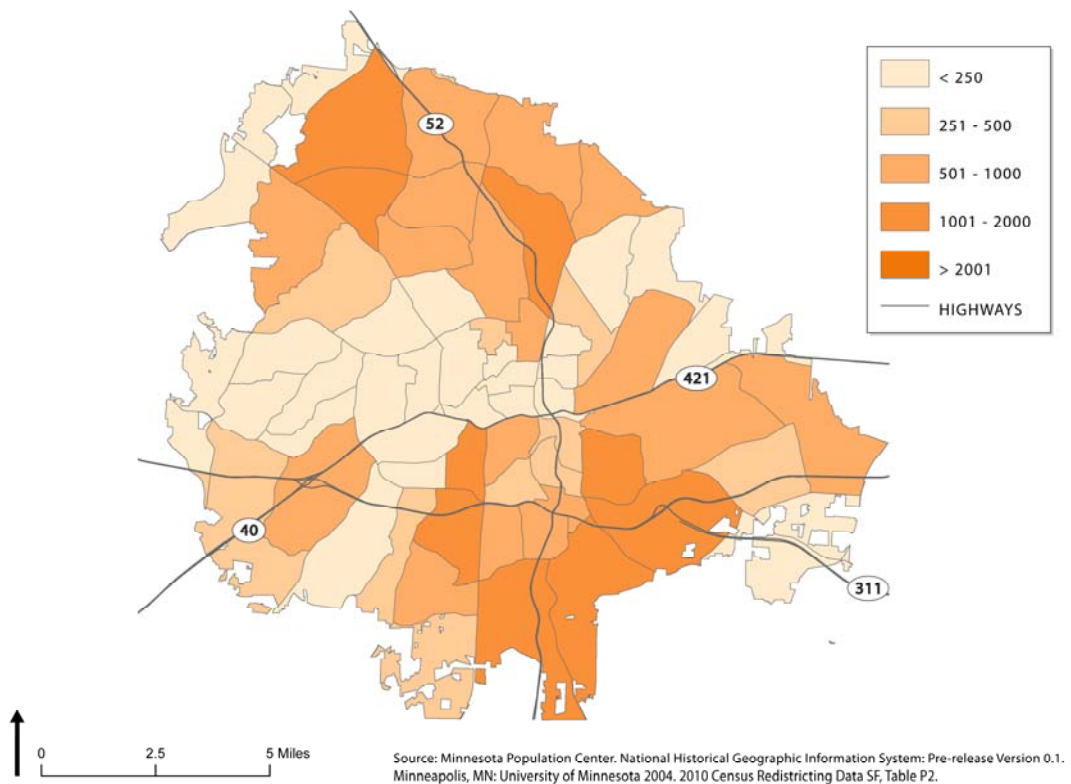 < 250
251 - 500
501 - 1000
1001 - 2000
> 2001
HIGHWAYS
52
421
40
311
0 2.5 5 Miles
Source: Minnesota Population Center. National Historical Geographic Information System: Pre-release Version 0.1.
Minneapolis, MN: University of Minnesota 2004. 2010 Census Redistricting Data SF, Table P2.